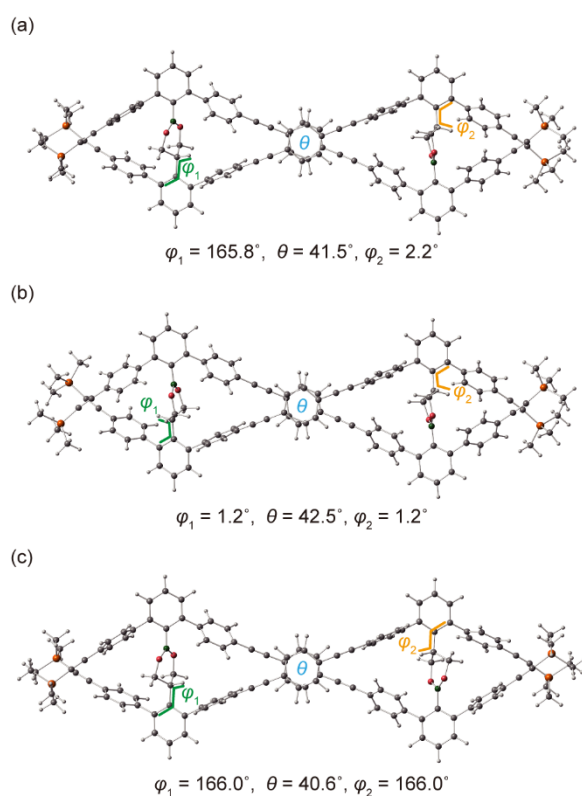 (a)
θ
φ2
φ1
φ1 = 165.8°, θ = 41.5°, φ2 = 2.2°
(b)
φ1
θ
φ2
φ1 = 1.2°, θ = 42.5°, φ2 = 1.2°
(c)
φ2
φ1
θ
φ1 = 166.0°, θ = 40.6°, φ2 = 166.0°